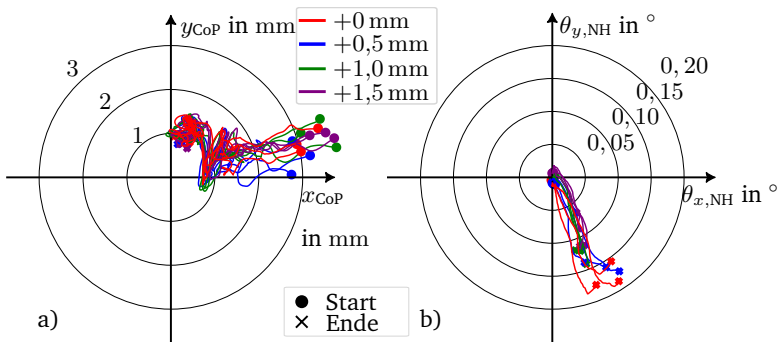 y_CoP in mm
3
2
1
x_CoP
in mm
a)
+0 mm
+0,5 mm
+1,0 mm
+1,5 mm
Start
Ende
θ_y,NH in °
0, 20
0, 15
0, 10
0, 05
θ_x,NH in °
b)